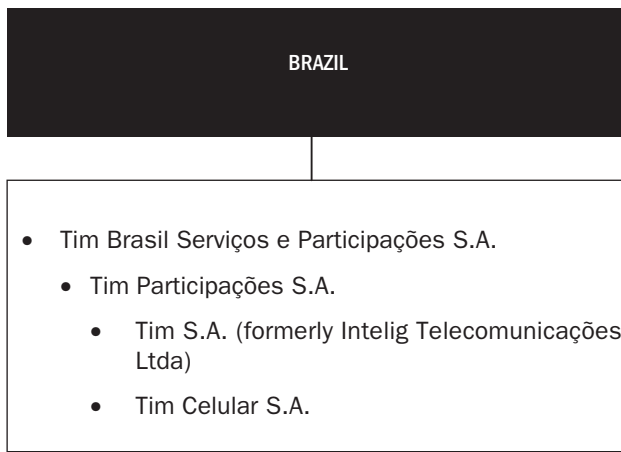 BRAZIL
• Tim Brasil Serviços e Participações S.A.
• Tim Participações S.A.
• Tim S.A. (formerly Intelig Telecomunicações
Ltda)
• Tim Celular S.A.